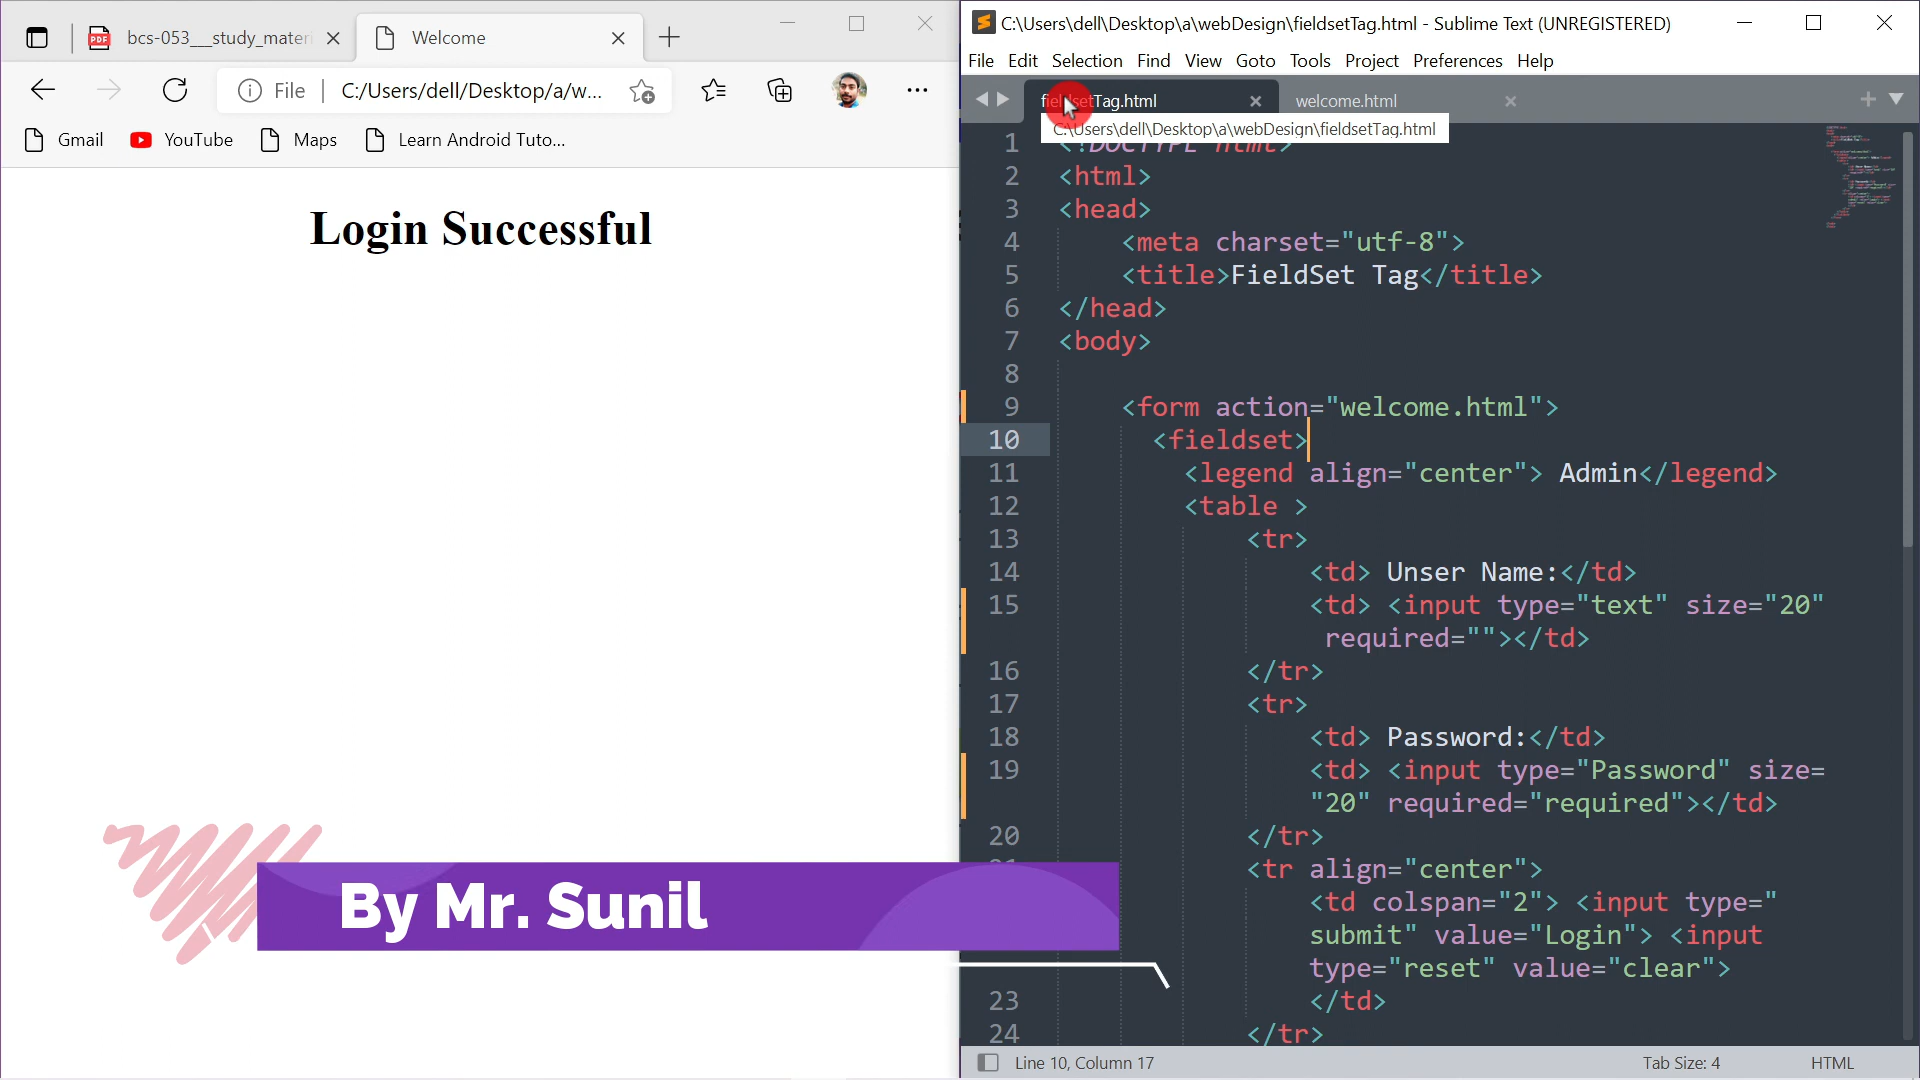 bcs-053___study_materi
Welcome
File
C:/Users/dell/Desktop/a/w...
Gmail
YouTube
Maps
Learn Android Tuto...
Login Successful
By Mr. Sunil
C:\Users\dell\Desktop\a\webDesign\fieldsetTag.html - Sublime Text (UNREGISTERED)
File Edit Selection Find View Goto Tools Project Preferences Help
fieldsetTag.html
welcome.html
C:\Users\dell\Desktop\a\webDesign\fieldsetTag.html
1 <!DOCTYPE html>
2 <html>
3 <head>
4 <meta charset="utf-8">
5 <title>FieldSet Tag</title>
6 </head>
7 <body>
8
9 <form action="welcome.html">
10 <fieldset>
11 <legend align="center"> Admin</legend>
12 <table >
13 <tr>
14 <td> Unser Name:</td>
15 <td> <input type="text" size="20"
required=""></td>
16 </tr>
17 <tr>
18 <td> Password:</td>
19 <td> <input type="Password" size=
"20" required="required"></td>
20 </tr>
<tr align="center">
<td colspan="2"> <input type="
submit" value="Login"> <input
type="reset" value="clear">
23 </td>
24 </tr>
Line 10, Column 17
Tab Size: 4
HTML